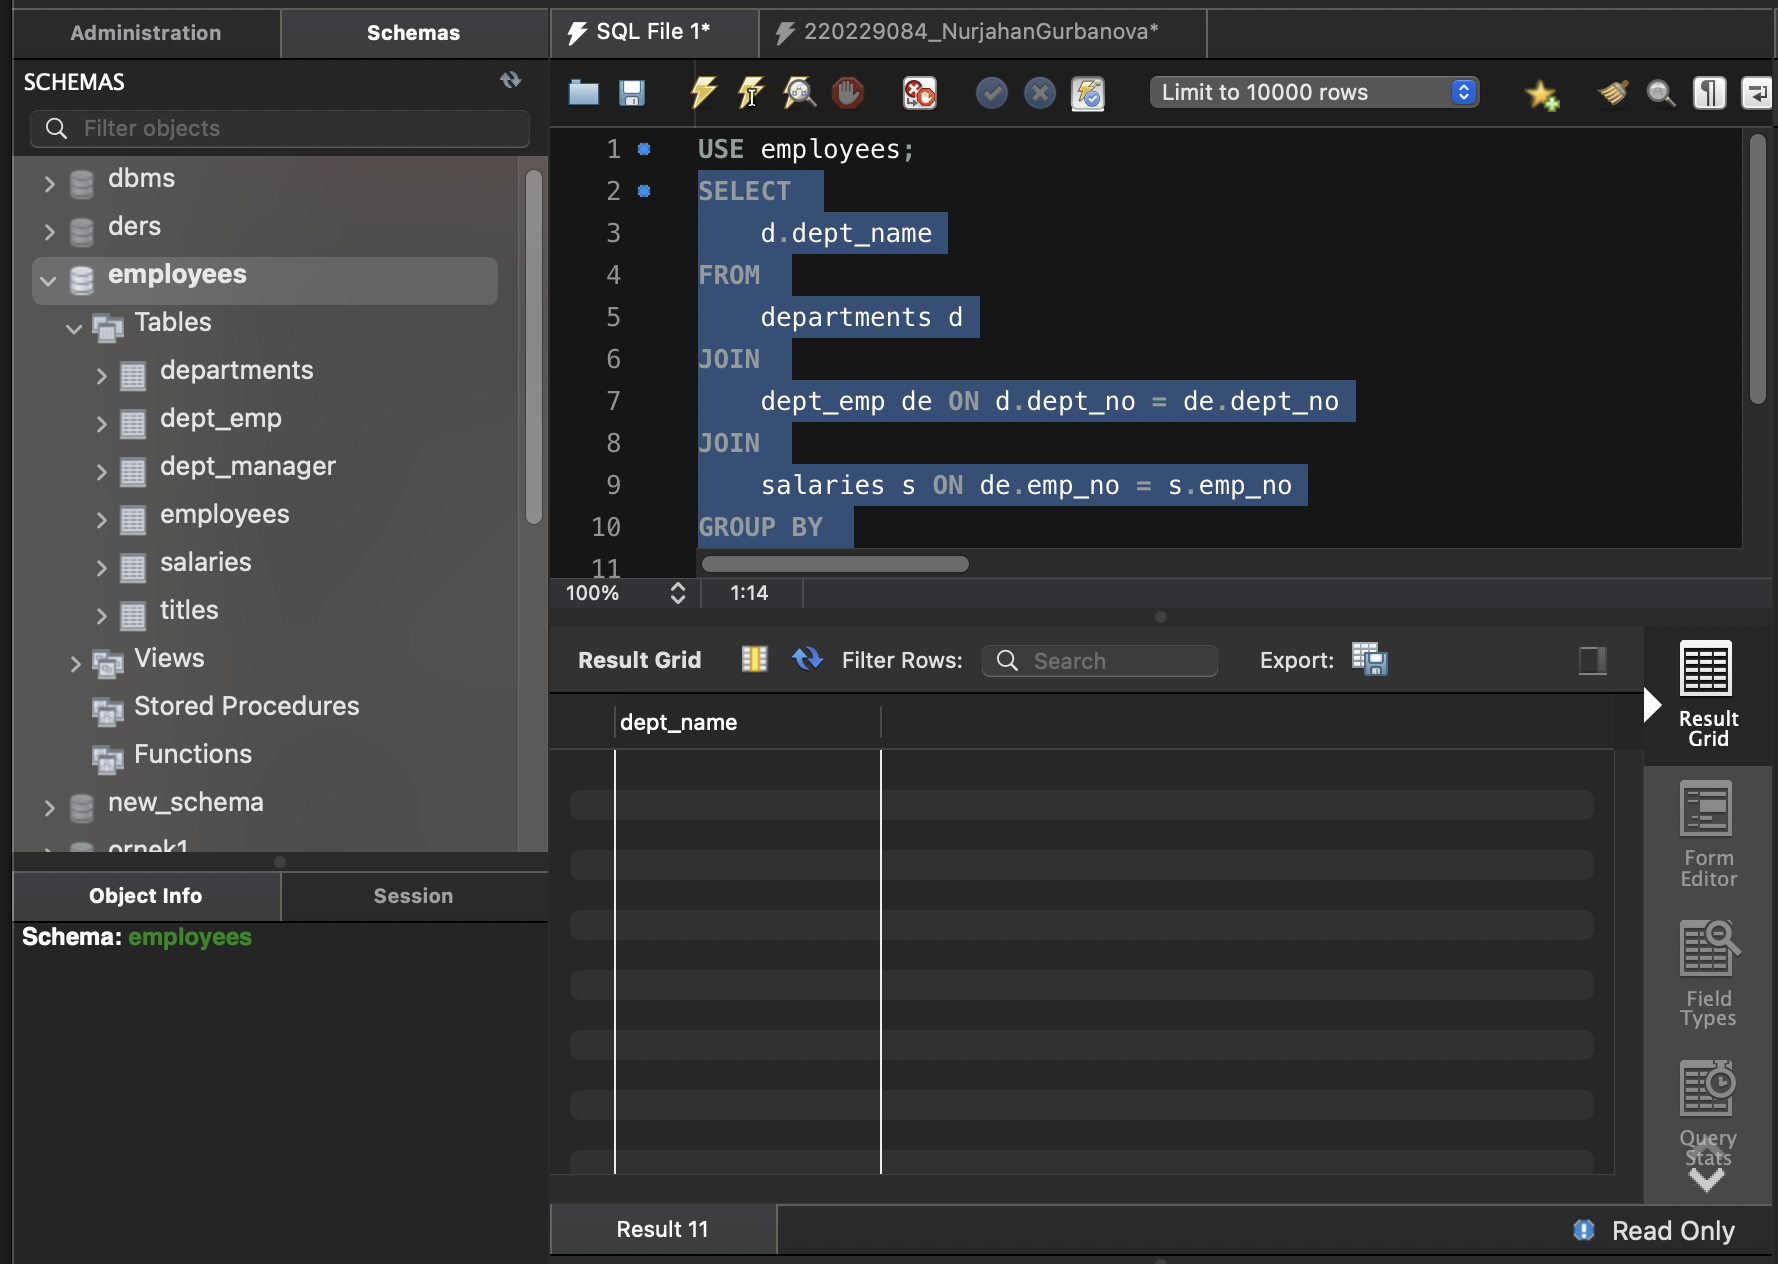 Administration
Schemas
SCHEMAS
Filter objects
dbms
ders
employees
Tables
departments
dept_emp
dept_manager
employees
salaries
titles
Views
Stored Procedures
Functions
new_schema
ornek1
Object Info
Session
Schema: employees
SQL File 1*
220229084_NurjahanGurbanova*
Limit to 10000 rows
1 USE employees;
2 SELECT
3 d.dept_name
4 FROM
5 departments d
6 JOIN
7 dept_emp de ON d.dept_no = de.dept_no
8 JOIN
9 salaries s ON de.emp_no = s.emp_no
10 GROUP BY
11
100%
1:14
Result Grid
Filter Rows:
Search
Export:
dept_name
Result
Grid
Form
Editor
Field
Types
Query
Stats
Result 11
Read Only